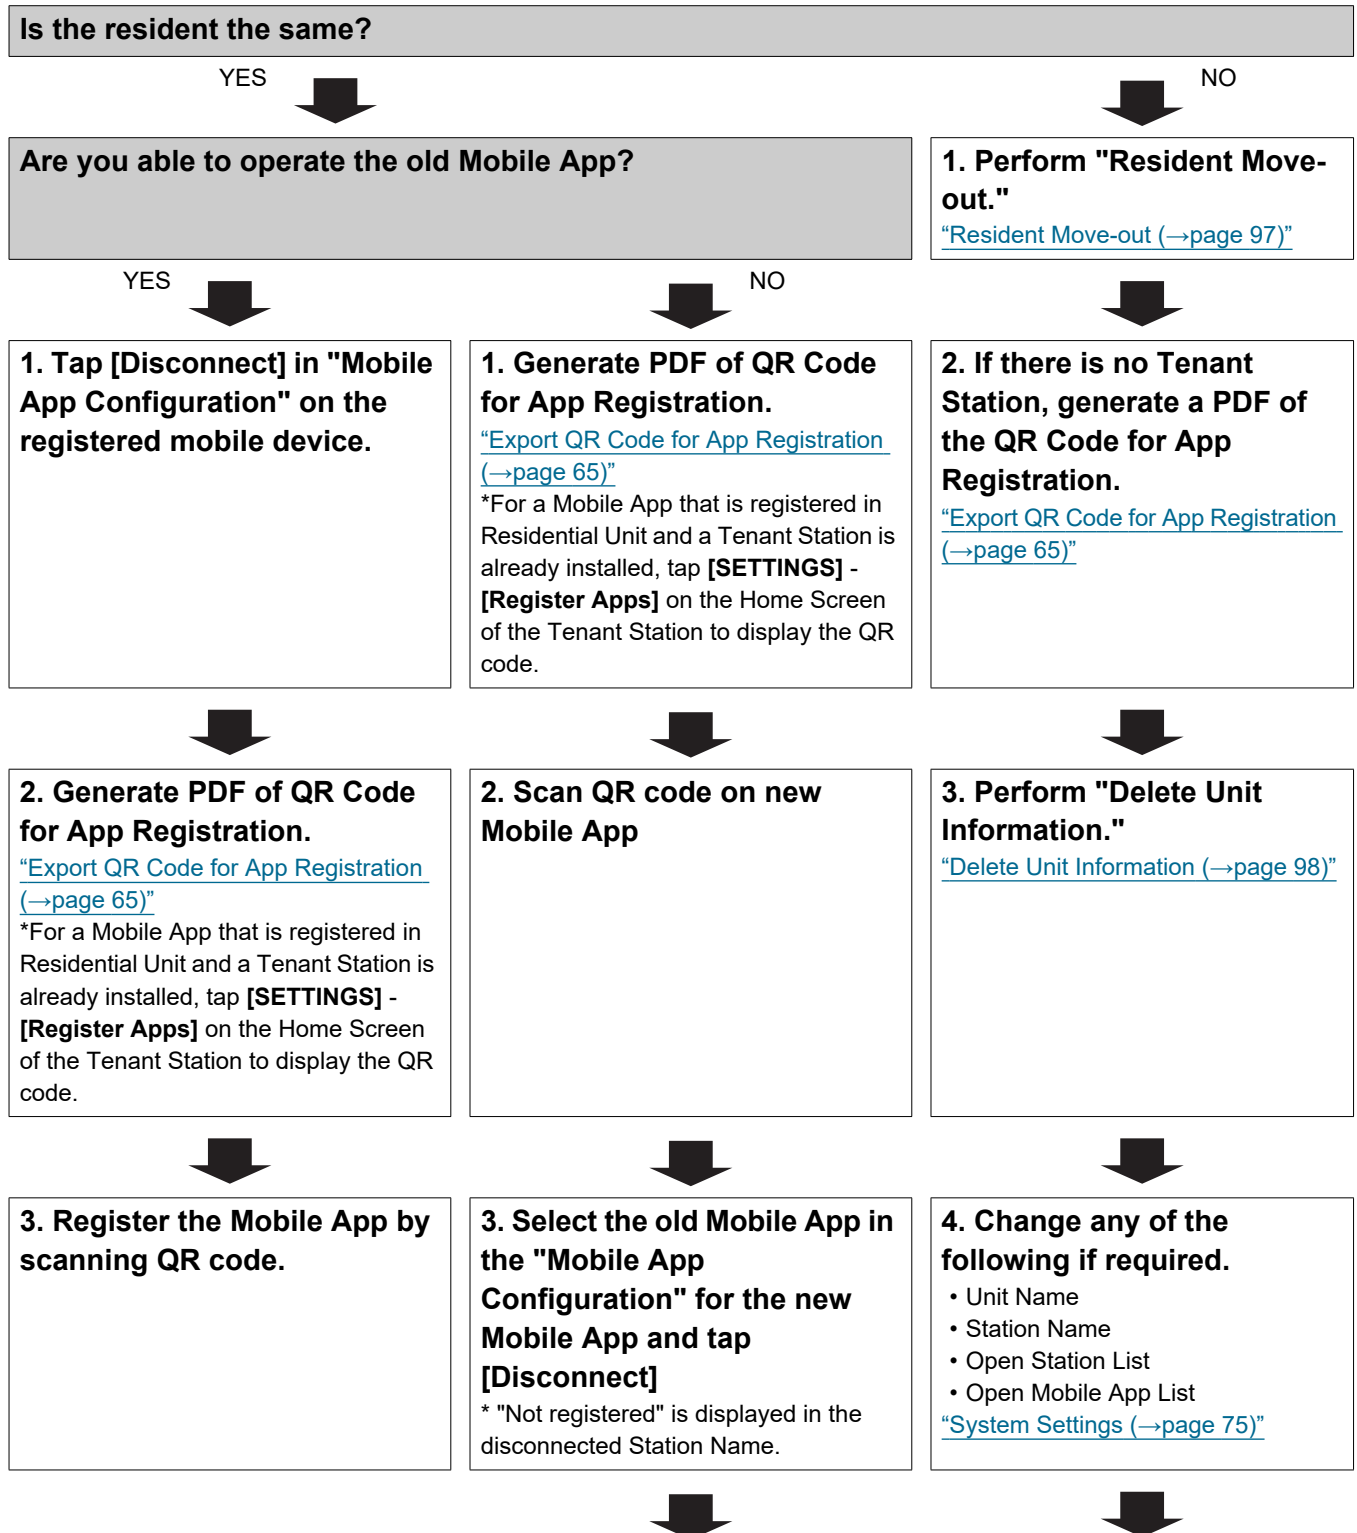 Is the resident the same?
YES
NO
Are you able to operate the old Mobile App?
1. Perform "Resident Move-
out."
“Resident Move-out (→page 97)”
YES
NO
1. Tap [Disconnect] in "Mobile
App Configuration" on the
registered mobile device.
1. Generate PDF of QR Code
for App Registration.
“Export QR Code for App Registration
(→page 65)”
*For a Mobile App that is registered in
Residential Unit and a Tenant Station is
already installed, tap [SETTINGS] -
[Register Apps] on the Home Screen
of the Tenant Station to display the QR
code.
2. If there is no Tenant
Station, generate a PDF of
the QR Code for App
Registration.
“Export QR Code for App Registration
(→page 65)”
2. Generate PDF of QR Code
for App Registration.
“Export QR Code for App Registration
(→page 65)”
*For a Mobile App that is registered in
Residential Unit and a Tenant Station is
already installed, tap [SETTINGS] -
[Register Apps] on the Home Screen
of the Tenant Station to display the QR
code.
2. Scan QR code on new
Mobile App
3. Perform "Delete Unit
Information."
“Delete Unit Information (→page 98)”
3. Register the Mobile App by
scanning QR code.
3. Select the old Mobile App in
the "Mobile App
Configuration" for the new
Mobile App and tap
[Disconnect]
* "Not registered" is displayed in the
disconnected Station Name.
4. Change any of the
following if required.
• Unit Name
• Station Name
• Open Station List
• Open Mobile App List
“System Settings (→page 75)”